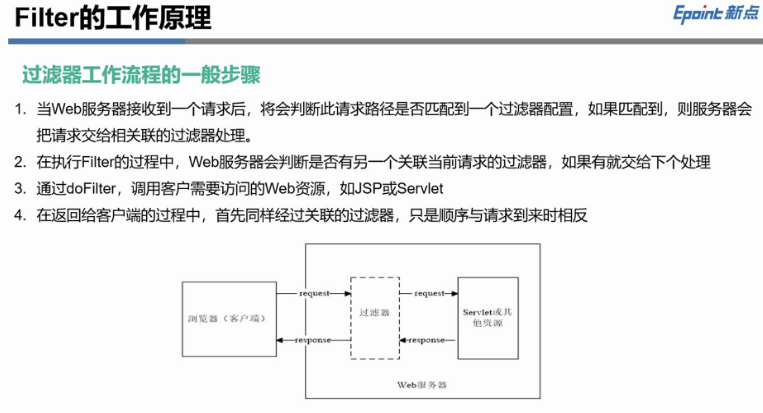 Filter的工作原理
Epoint 新点
过滤器工作流程的一般步骤
1. 当Web服务器接收到一个请求后，将会判断此请求路径是否匹配到一个过滤器配置，如果匹配到，则服务器会
把请求交给相关联的过滤器处理。
2. 在执行Filter的过程中，Web服务器会判断是否有另一个关联当前请求的过滤器，如果有就交给下个处理
3. 通过doFilter，调用客户需要访问的Web资源，如JSP或Servlet
4. 在返回给客户端的过程中，首先同样经过关联的过滤器，只是顺序与请求到来时相反
request
request
浏览器（客户端）
过滤器
Servlet或其
他资源
response
response
Web服务器